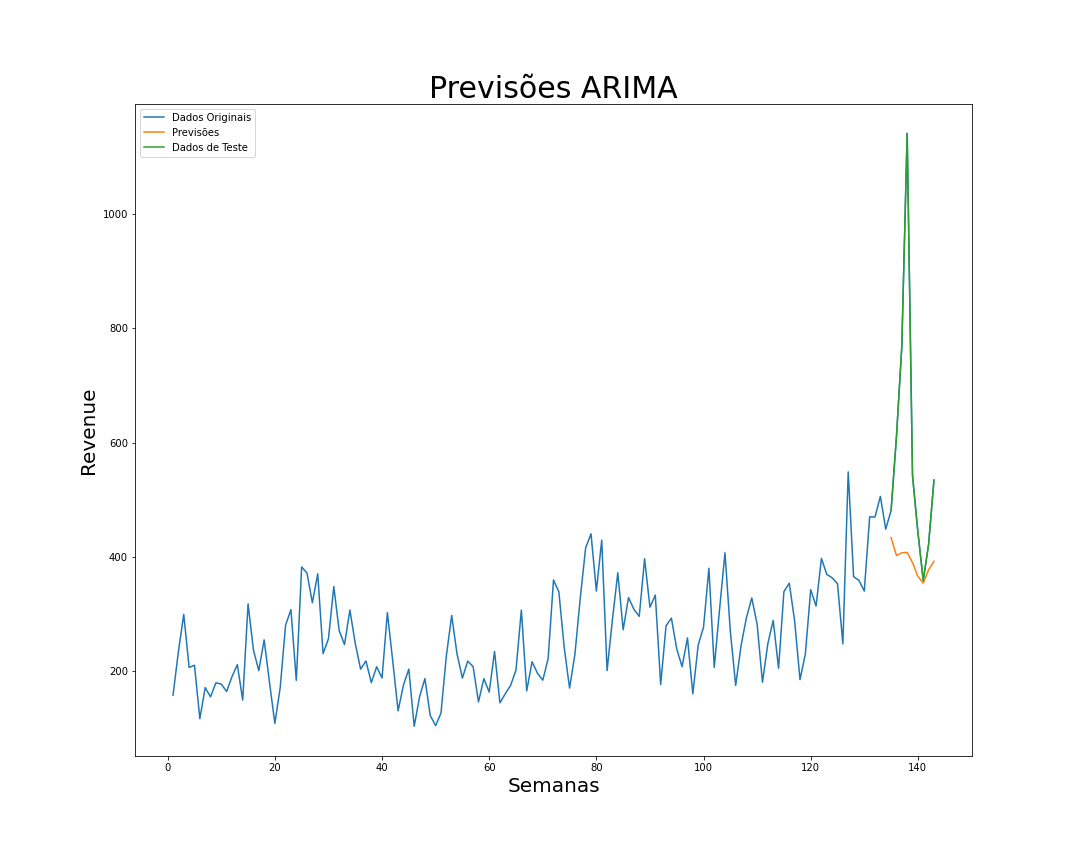 Previsões ARIMA
Dados Originais
Previsões
Dados de Teste
1000
800
600
400
200
Revenue
0 20 40 60 80 100 120 140
Semanas